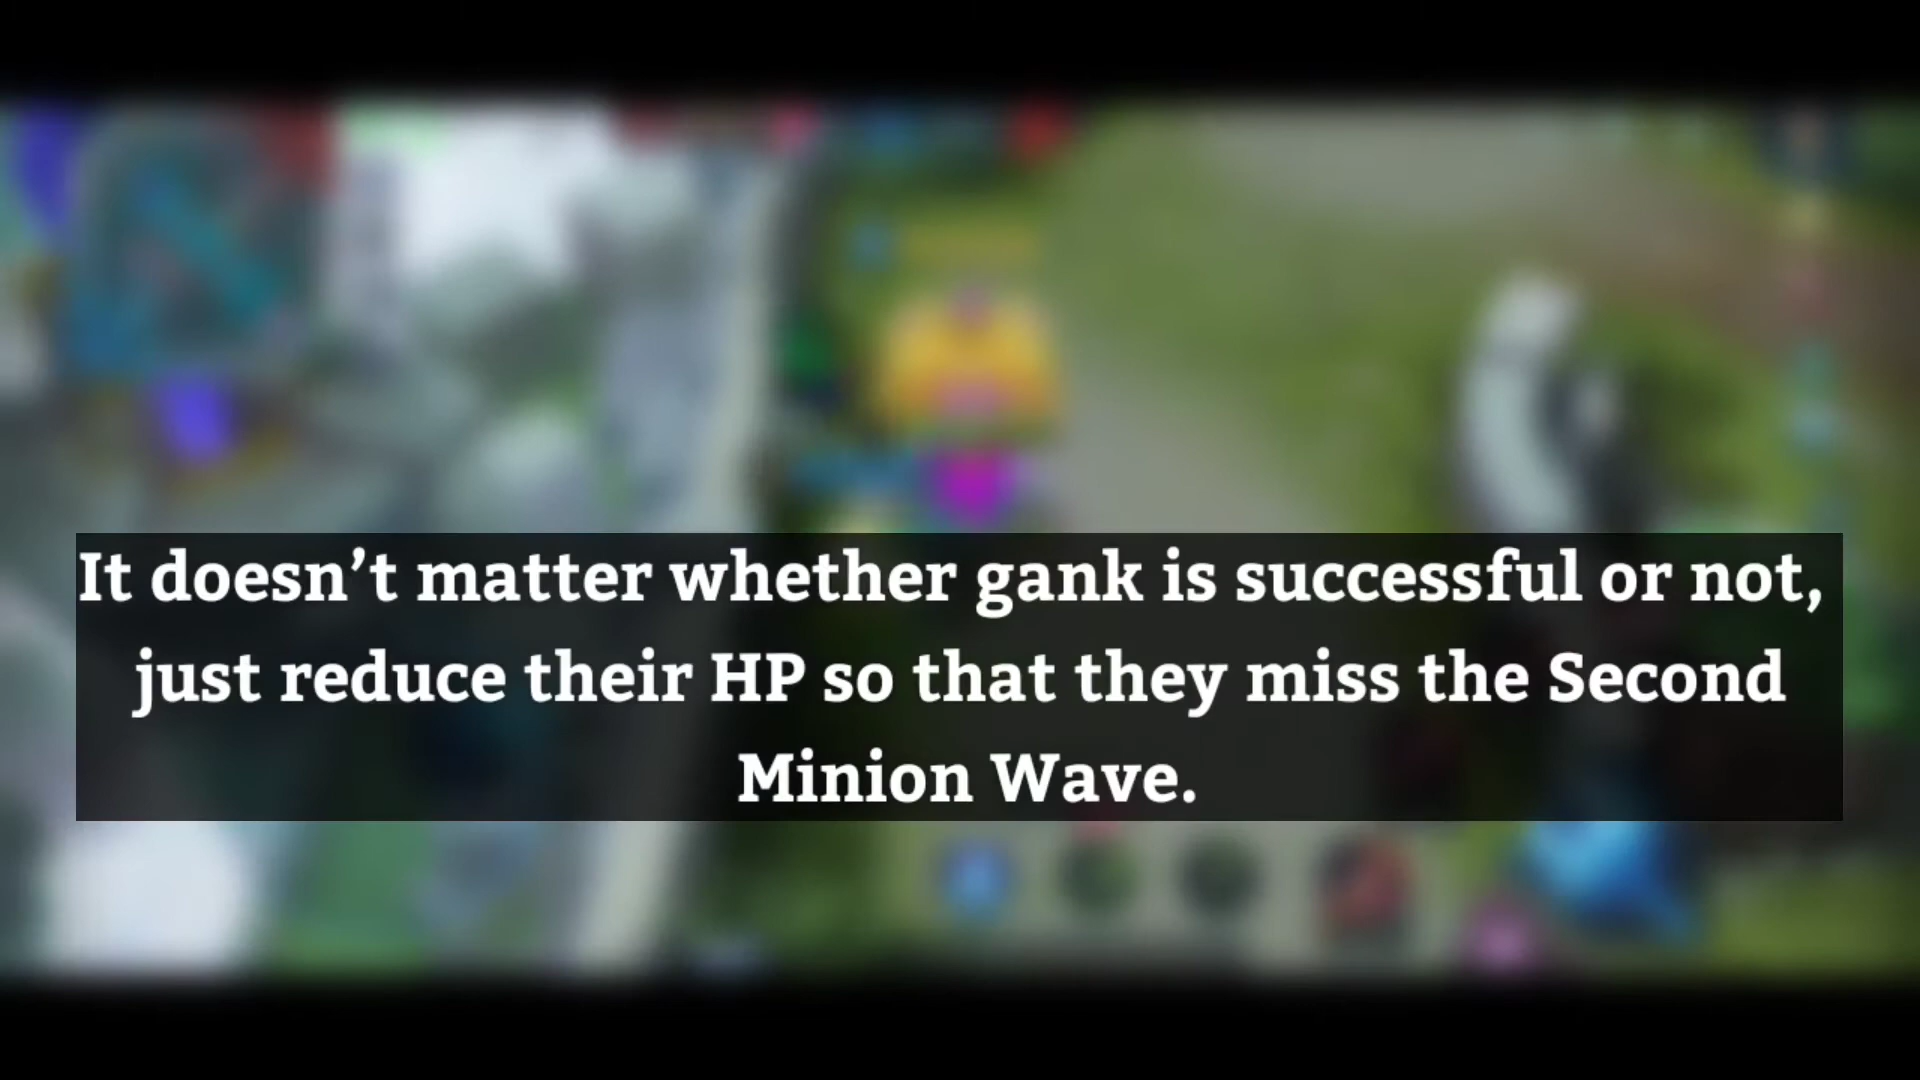 It doesn’t matter whether gank is successful or not,
just reduce their HP so that they miss the Second
Minion Wave.